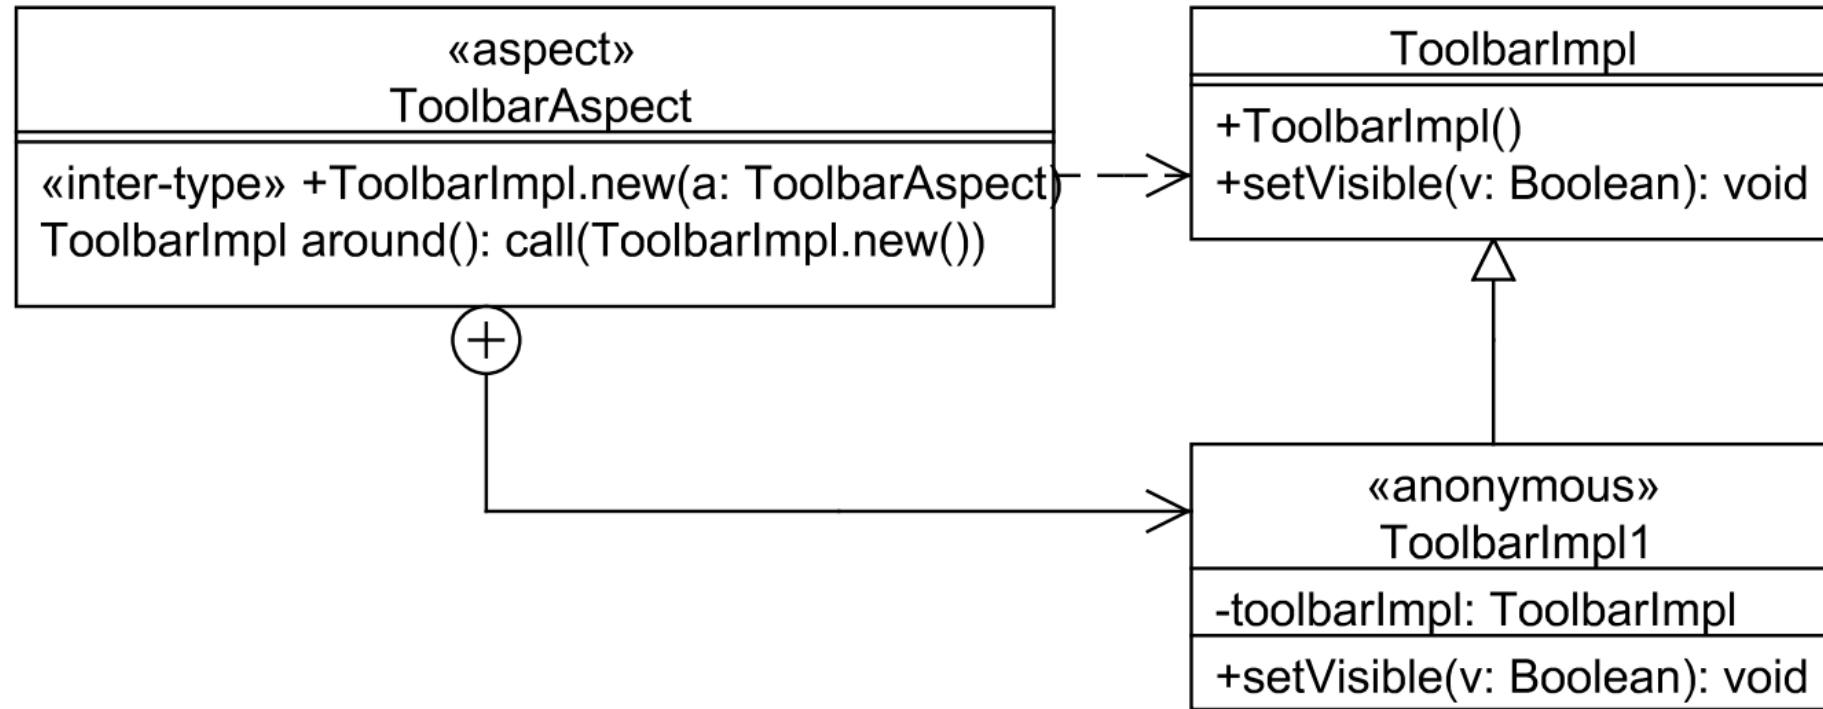 «aspect»
ToolbarAspect
«inter-type» +ToolbarImpl.new(a: ToolbarAspect)
ToolbarImpl around(): call(ToolbarImpl.new())
ToolbarImpl
+ToolbarImpl()
+setVisible(v: Boolean): void
«anonymous»
ToolbarImpl1
-toolbarImpl: ToolbarImpl
+setVisible(v: Boolean): void